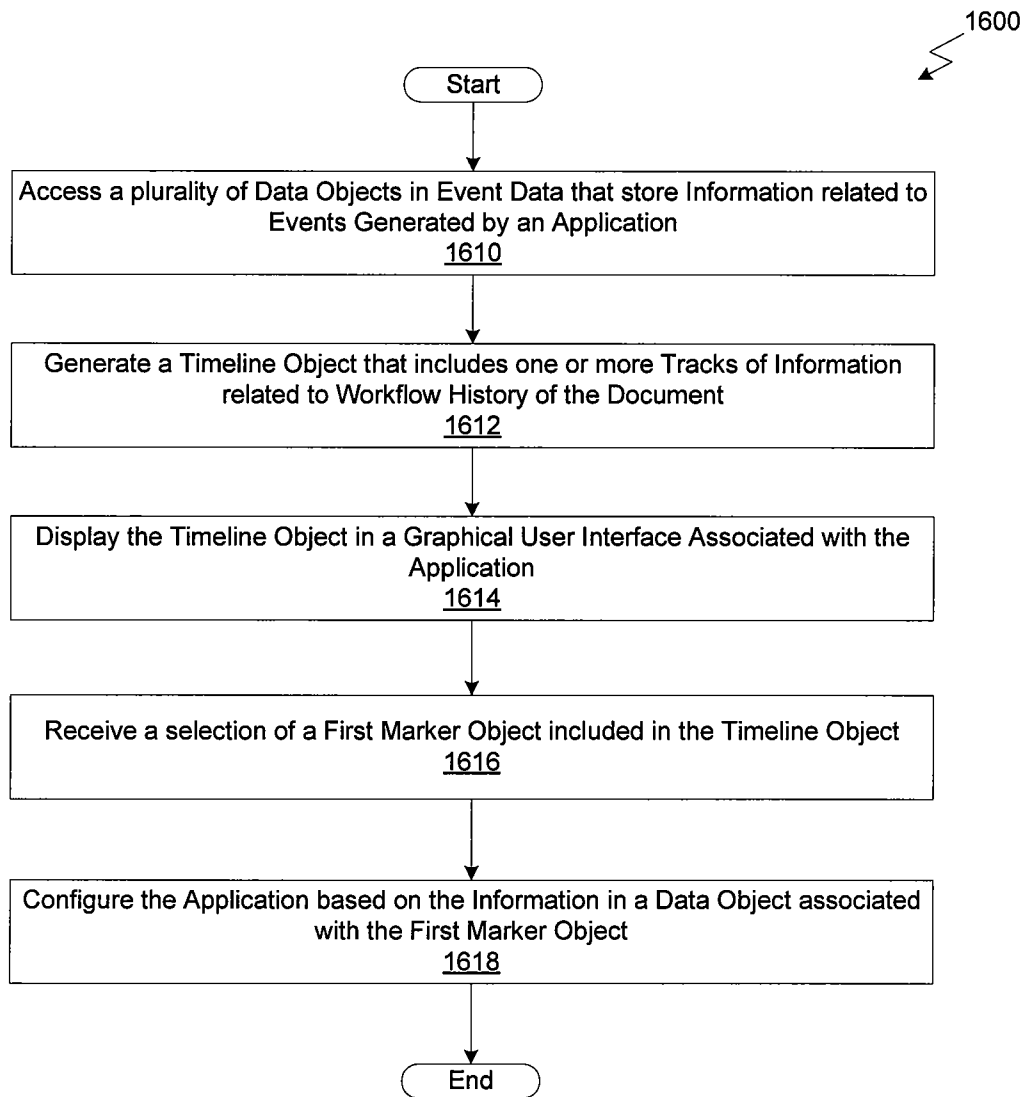 1600
Start
Access a plurality of Data Objects in Event Data that store Information related to
Events Generated by an Application
1610
Generate a Timeline Object that includes one or more Tracks of Information
related to Workflow History of the Document
1612
Display the Timeline Object in a Graphical User Interface Associated with the
Application
1614
Receive a selection of a First Marker Object included in the Timeline Object
1616
Configure the Application based on the Information in a Data Object associated
with the First Marker Object
1618
End